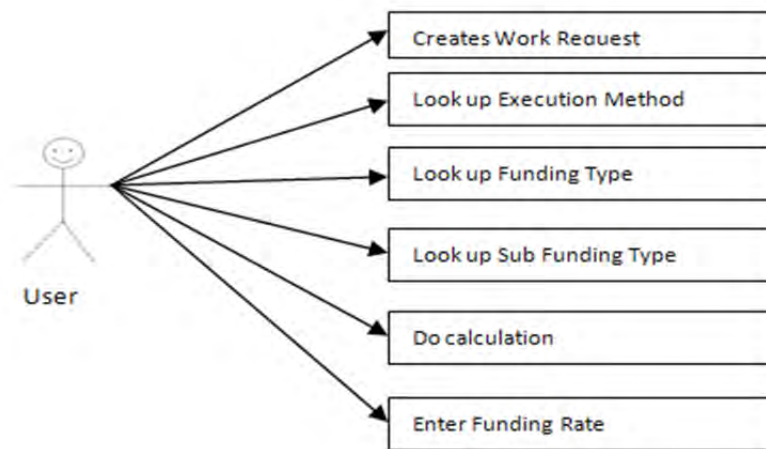 Creates Work Request
Look up Execution Method
Look up Funding Type
Look up Sub Funding Type
User
Do calculation
Enter Funding Rate